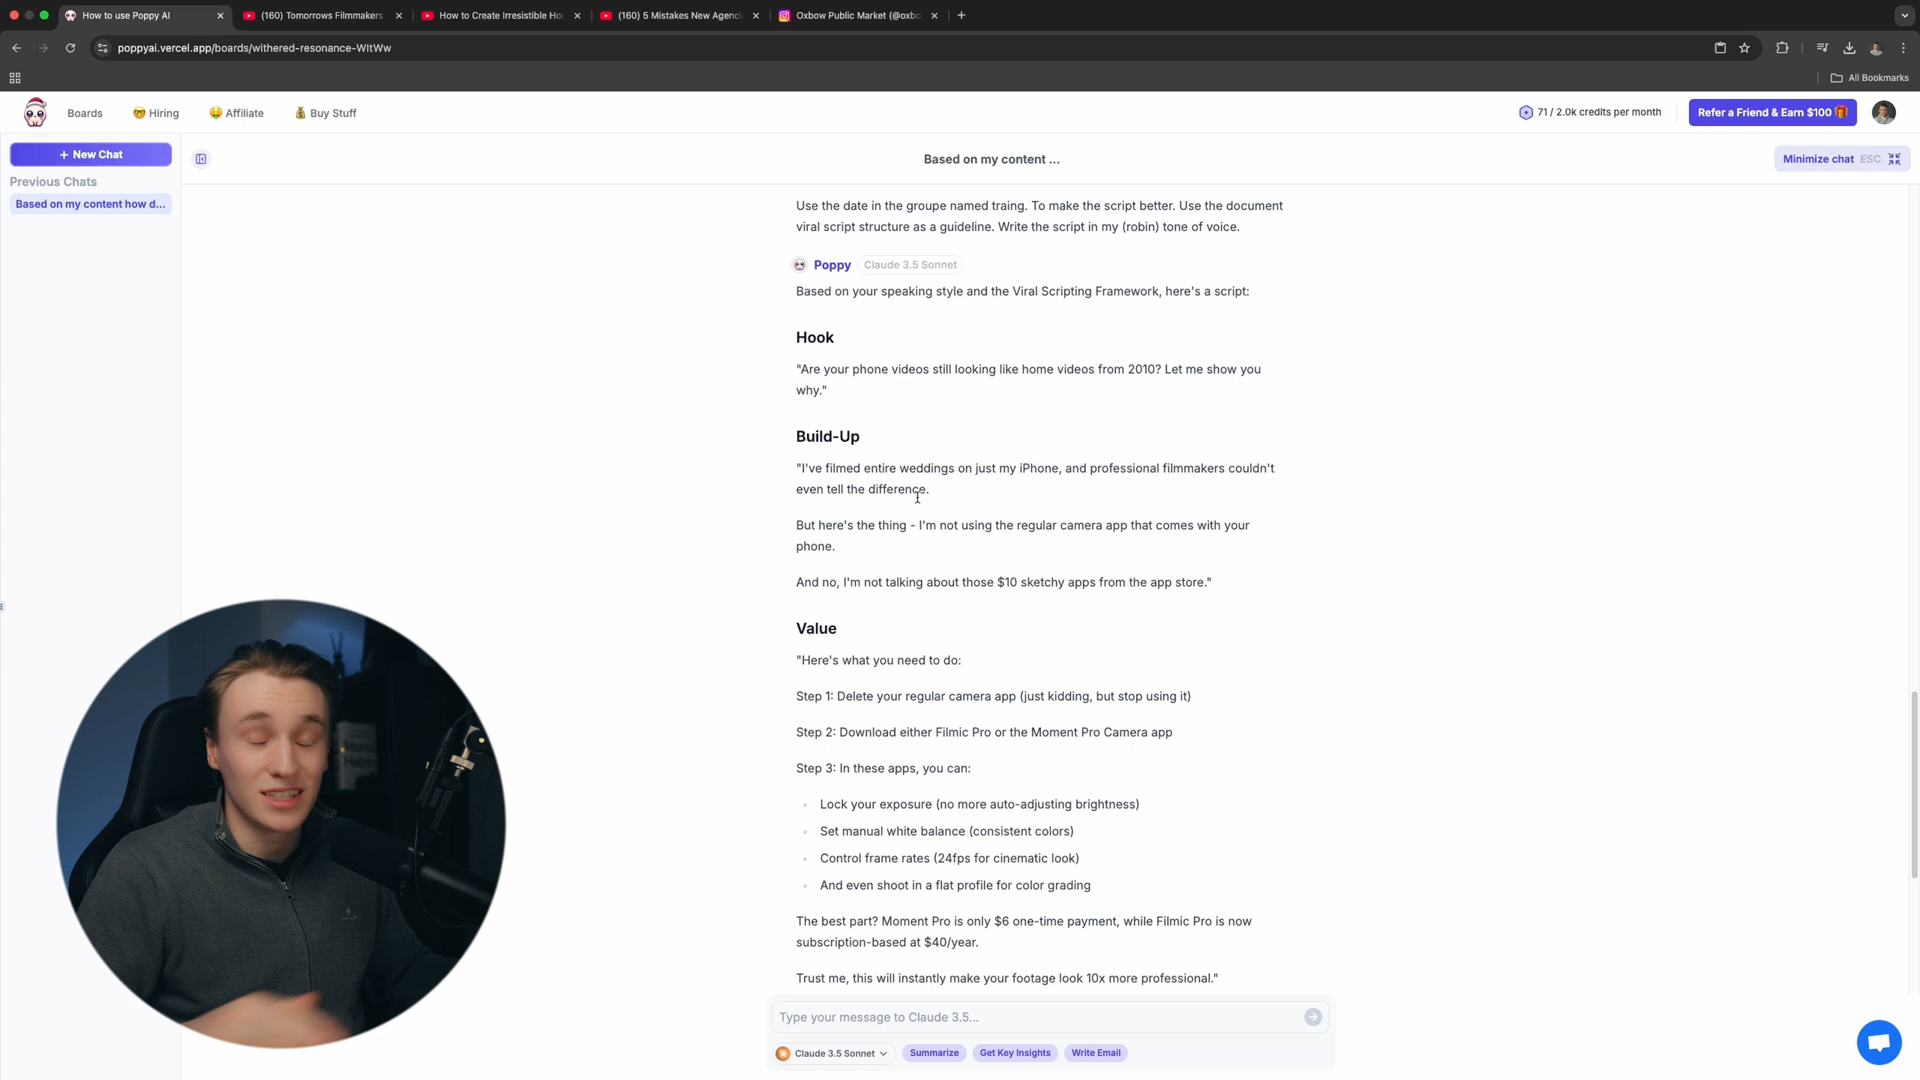 How to use Poppy AI
(160) Tomorrows Filmmakers
How to Create Irresistible Ho
(160) 5 Mistakes New Agenc
Oxbow Public Market (@oxbo
poppyai.vercel.app/boards/withered-resonance-WItWw
All Bookmarks
Boards
Hiring
Affiliate
Buy Stuff
71 / 2.0k credits per month
Refer a Friend & Earn $100
+ New Chat
Previous Chats
Based on my content how d...
Based on my content ...
Minimize chat ESC
Use the date in the groupe named traing. To make the script better. Use the document
viral script structure as a guideline. Write the script in my (robin) tone of voice.
Poppy Claude 3.5 Sonnet
Based on your speaking style and the Viral Scripting Framework, here's a script:
Hook
"Are your phone videos still looking like home videos from 2010? Let me show you
why."
Build-Up
"I've filmed entire weddings on just my iPhone, and professional filmmakers couldn't
even tell the difference.
But here's the thing - I'm not using the regular camera app that comes with your
phone.
And no, I'm not talking about those $10 sketchy apps from the app store."
Value
"Here's what you need to do:
Step 1: Delete your regular camera app (just kidding, but stop using it)
Step 2: Download either Filmic Pro or the Moment Pro Camera app
Step 3: In these apps, you can:
Lock your exposure (no more auto-adjusting brightness)
Set manual white balance (consistent colors)
Control frame rates (24fps for cinematic look)
And even shoot in a flat profile for color grading
The best part? Moment Pro is only $6 one-time payment, while Filmic Pro is now
subscription-based at $40/year.
Trust me, this will instantly make your footage look 10x more professional."
Type your message to Claude 3.5...
Claude 3.5 Sonnet
Summarize
Get Key Insights
Write Email